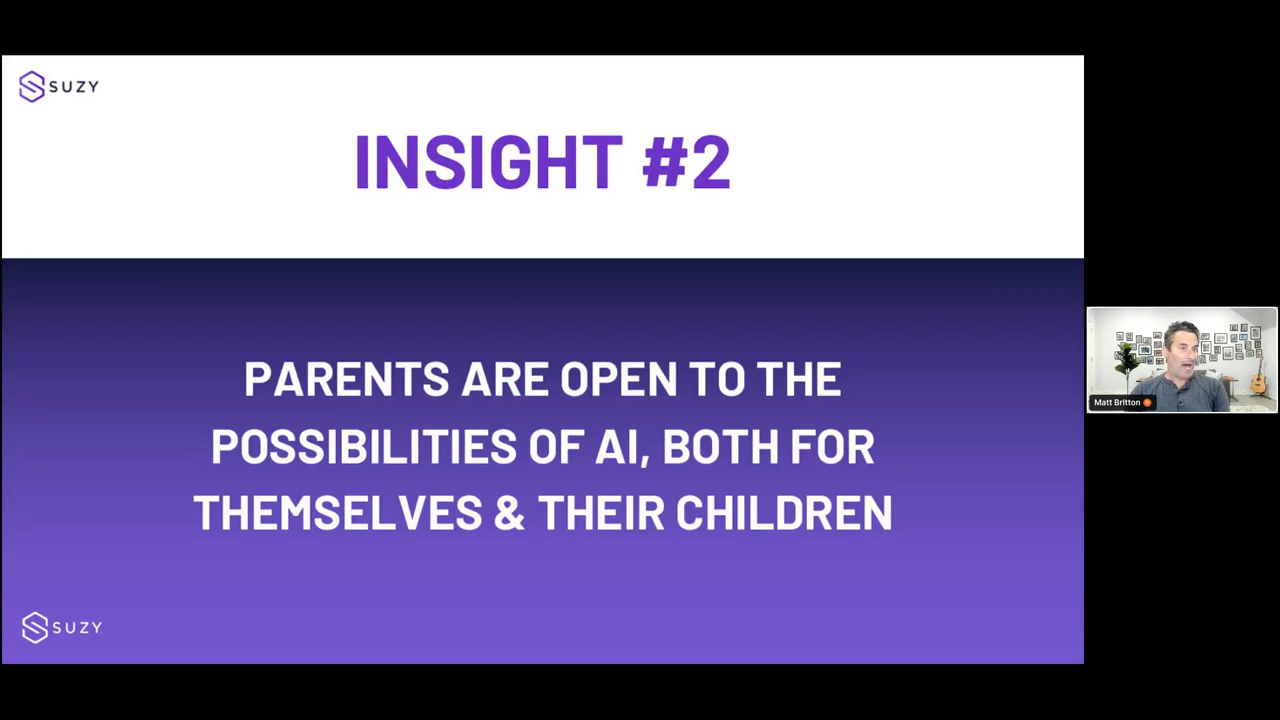 SUZY
INSIGHT #2
PARENTS ARE OPEN TO THE
POSSIBILITIES OF AI, BOTH FOR
THEMSELVES & THEIR CHILDREN
Matt Britton
SUZY